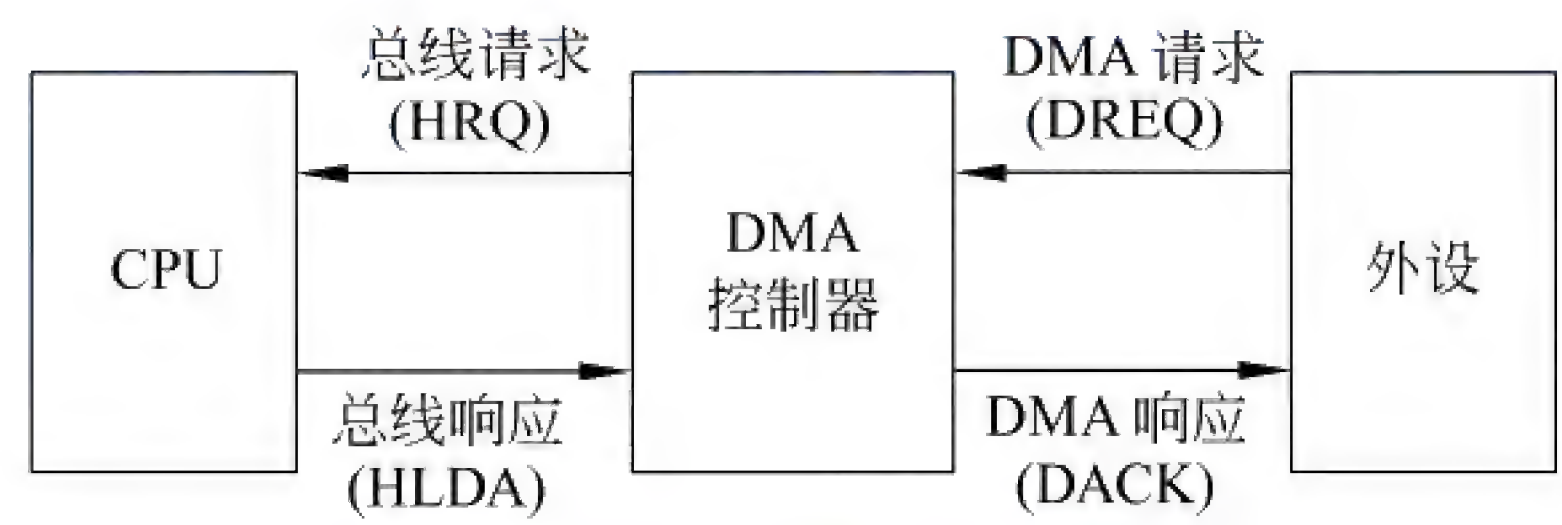 总线请求
(HRQ)
DMA 请求
(DREQ)
CPU
DMA
控制器
外设
总线响应
(HLDA)
DMA 响应
(DACK)